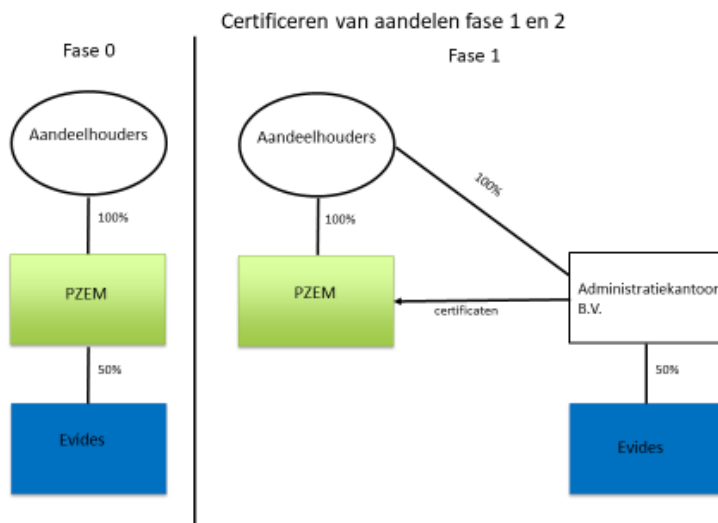 Certificeren van aandelen fase 1 en 2
Fase 0
Aandeelhouders
100%
PZEM
50%
Evides
Fase 1
Aandeelhouders
100%
100%
PZEM
certificaten
Administratiekantoor
B.V.
50%
Evides